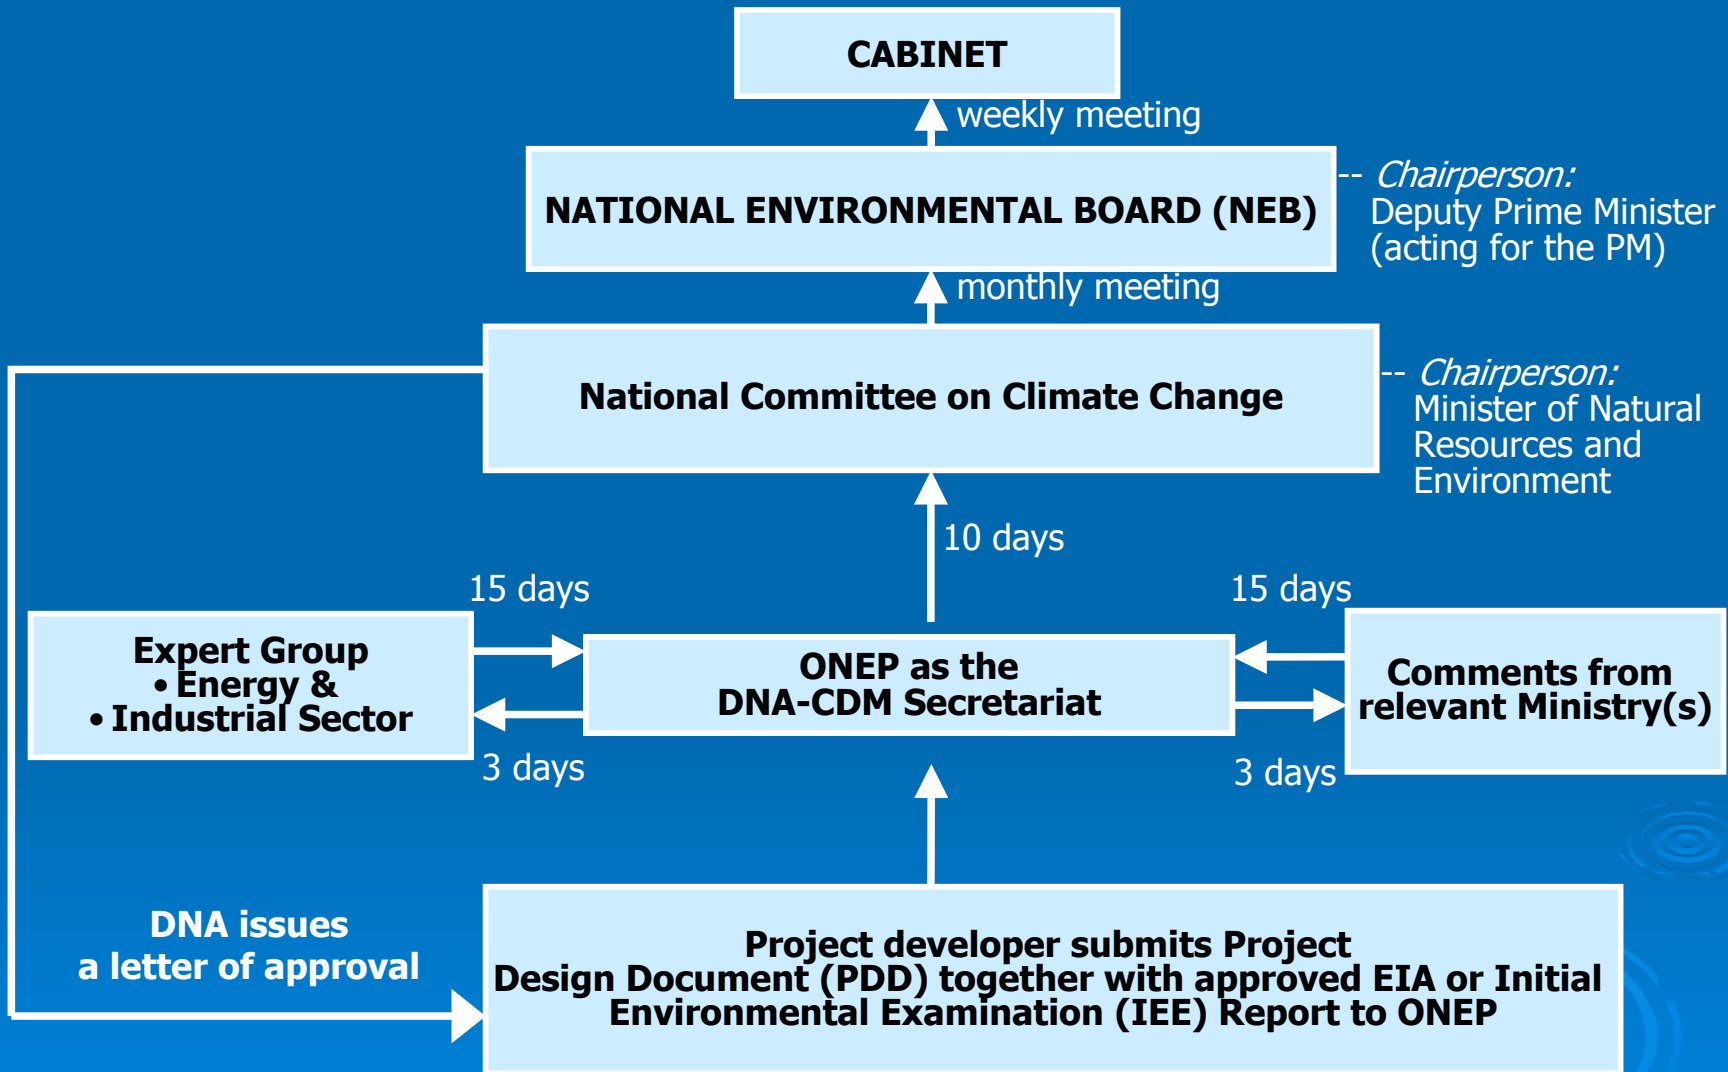 CABINET
weekly meeting
NATIONAL ENVIRONMENTAL BOARD (NEB)
-- Chairperson:
Deputy Prime Minister
(acting for the PM)
monthly meeting
National Committee on Climate Change
-- Chairperson:
Minister of Natural
Resources and
Environment
10 days
15 days
15 days
Expert Group
• Energy &
• Industrial Sector
ONEP as the
DNA-CDM Secretariat
Comments from
relevant Ministry(s)
3 days
3 days
DNA issues
a letter of approval
Project developer submits Project
Design Document (PDD) together with approved EIA or Initial
Environmental Examination (IEE) Report to ONEP